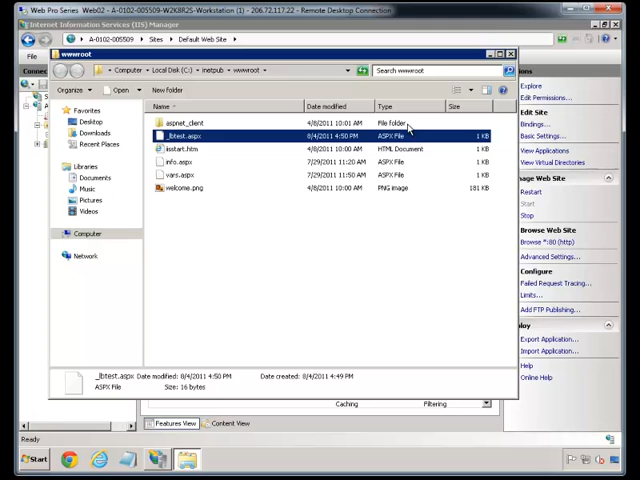 Web Pro Series Web02 - A-0102-005509-W2K8R2S-Workstation (1) - 206.72.117.22 - Remote Desktop Connection
Internet Information Services (IIS) Manager
A-0102-005509 Sites Default Web Site
File
wwwroot
Computer Local Disk (C:) inetpub wwwroot
Search wwwroot
Organize Open New folder
Favorites
Desktop
Downloads
Recent Places
Libraries
Documents
Music
Pictures
Videos
Computer
Network
Name Date modified Type Size
aspnet_client 4/8/2011 10:01 AM File folder
_lbtest.aspx 8/4/2011 4:50 PM ASPX File 1 KB
iisstart.htm 4/8/2011 10:00 AM HTML Document 1 KB
info.aspx 7/29/2011 11:20 AM ASPX File 1 KB
vars.aspx 7/29/2011 11:50 AM ASPX File 1 KB
welcome.png 4/8/2011 10:00 AM PNG image 181 KB
_lbtest.aspx Date modified: 8/4/2011 4:50 PM Date created: 8/4/2011 4:49 PM
ASPX File Size: 16 bytes
Connec
Explore
Edit Permissions...
Edit Site
Bindings...
Basic Settings...
View Applications
View Virtual Directories
Restart
Start
Stop
Browse Web Site
Browse *:80 (http)
Advanced Settings...
Configure
Failed Request Tracing...
Limits...
Add FTP Publishing...
Export Application...
Import Application...
Help
Online Help
Caching Filtering
Features View Content View
Ready
Start